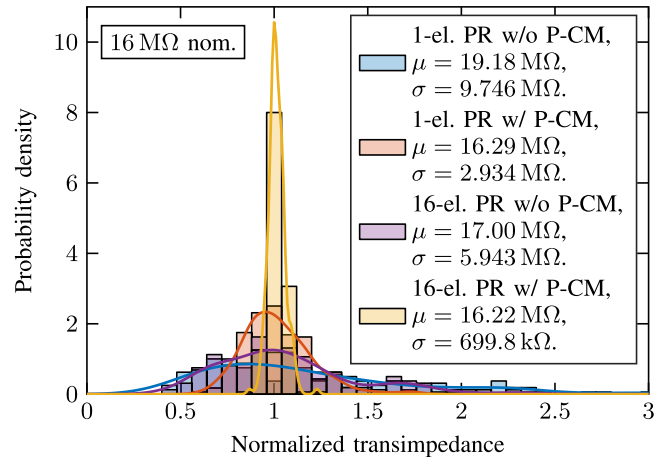 16 MΩ nom.
1-el. PR w/o P-CM,
μ = 19.18 MΩ,
σ = 9.746 MΩ.
1-el. PR w/ P-CM,
μ = 16.29 MΩ,
σ = 2.934 MΩ.
16-el. PR w/o P-CM,
μ = 17.00 MΩ,
σ = 5.943 MΩ.
16-el. PR w/ P-CM,
μ = 16.22 MΩ,
σ = 699.8 kΩ.
Probability density
10
8
6
4
2
0
0 0.5 1 1.5 2 2.5 3
Normalized transimpedance